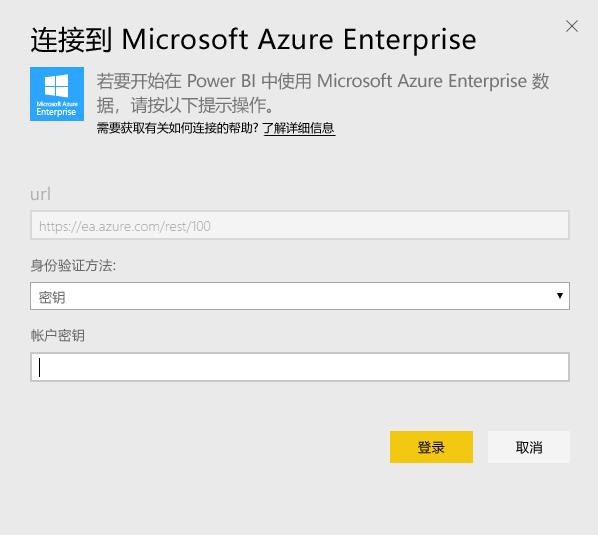 连接到 Microsoft Azure Enterprise
Microsoft Azure
Enterprise
若要开始在 Power BI 中使用 Microsoft Azure Enterprise 数
据，请按以下提示操作。
需要获取有关如何连接的帮助? 了解详细信息
url
https://ea.azure.com/rest/100
身份验证方法:
密钥
帐户密钥
登录 取消